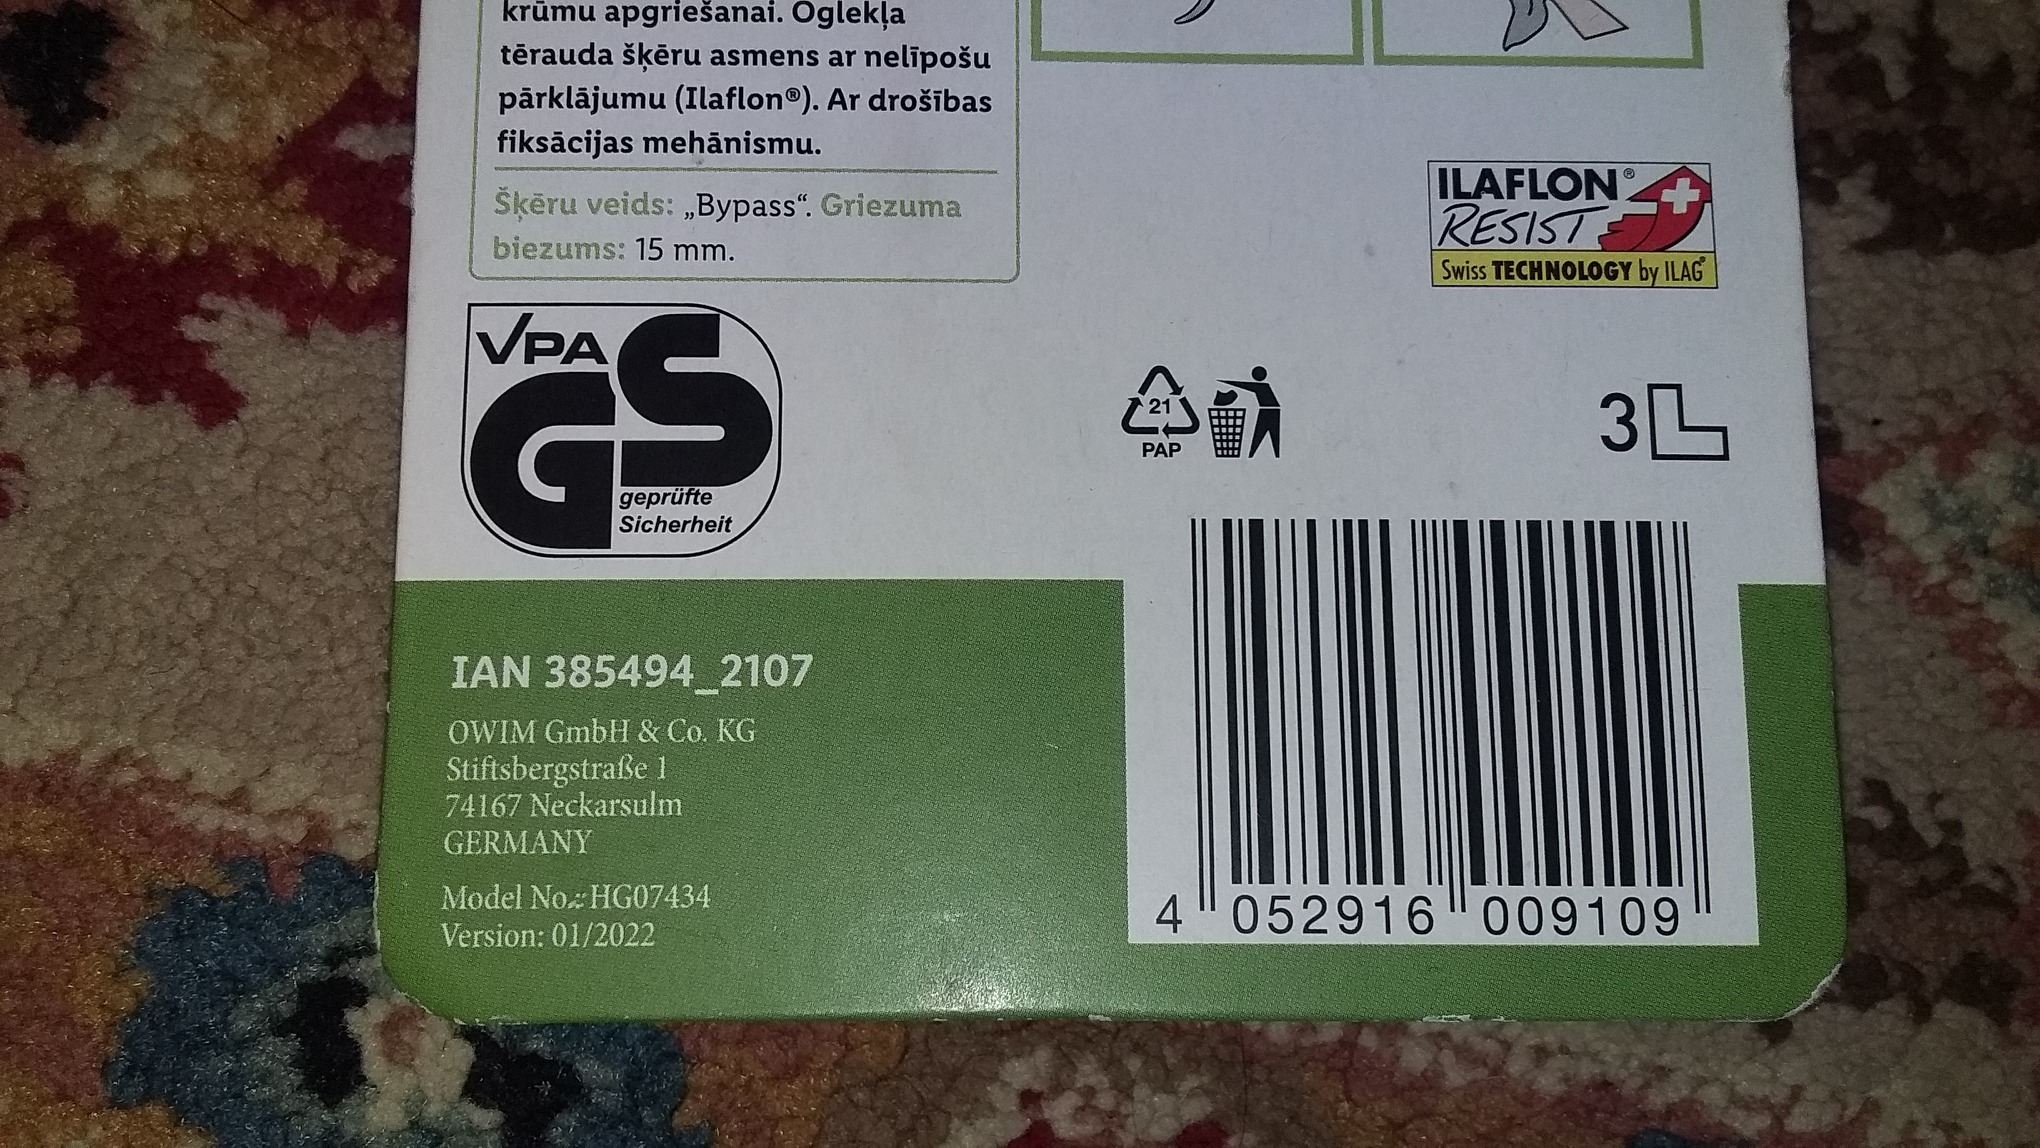 krūmu apgriešanai. Oglekļa
tērauda šķēru asmens ar nelīpošu
pārklājumu (Ilaflon®). Ar drošības
fiksācijas mehānismu.
Šķēru veids: „Bypass“. Griezuma
biezums: 15 mm.
ILAFLON®
RESIST
Swiss TECHNOLOGY by ILAG®
VPA
GS
geprüfte
Sicherheit
21
PAP
3L
IAN 385494_2107
OWIM GmbH & Co. KG
Stiftsbergstraße 1
74167 Neckarsulm
GERMANY
Model No.: HG07434
Version: 01/2022
4 052916 009109